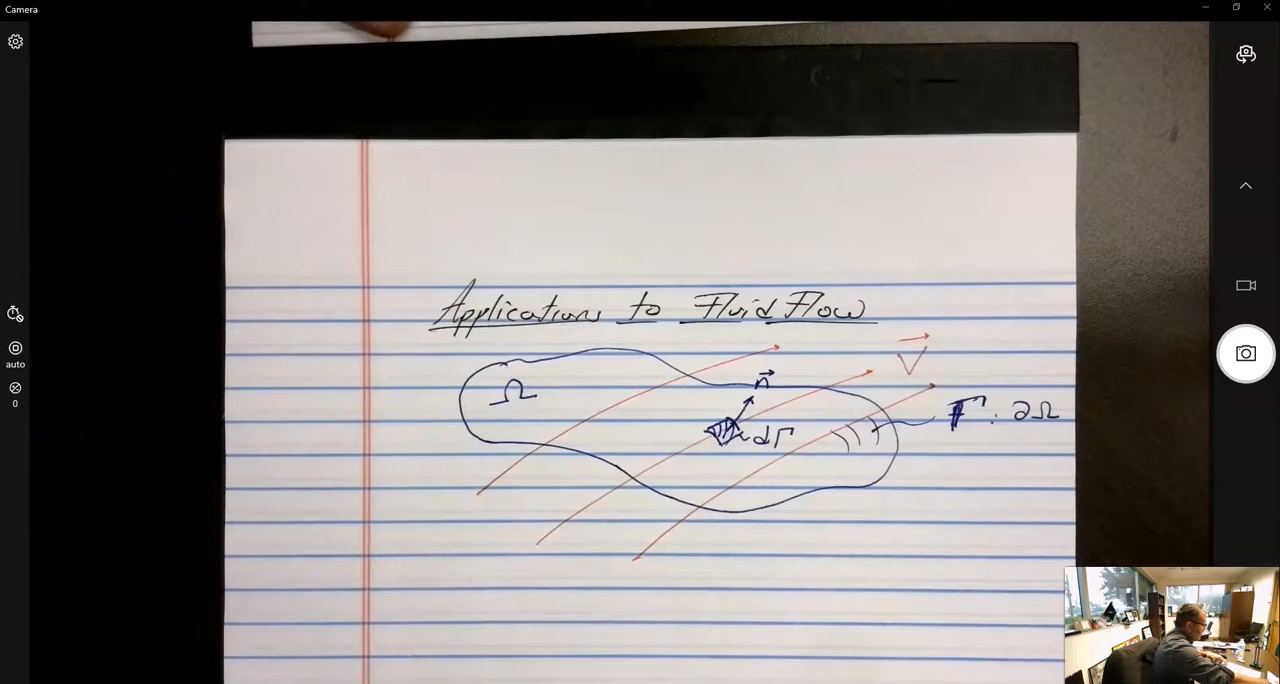 Camera
Applications to Fluid Flow
V
Ω
n
Γ : ∂Ω
dΓ
auto
0